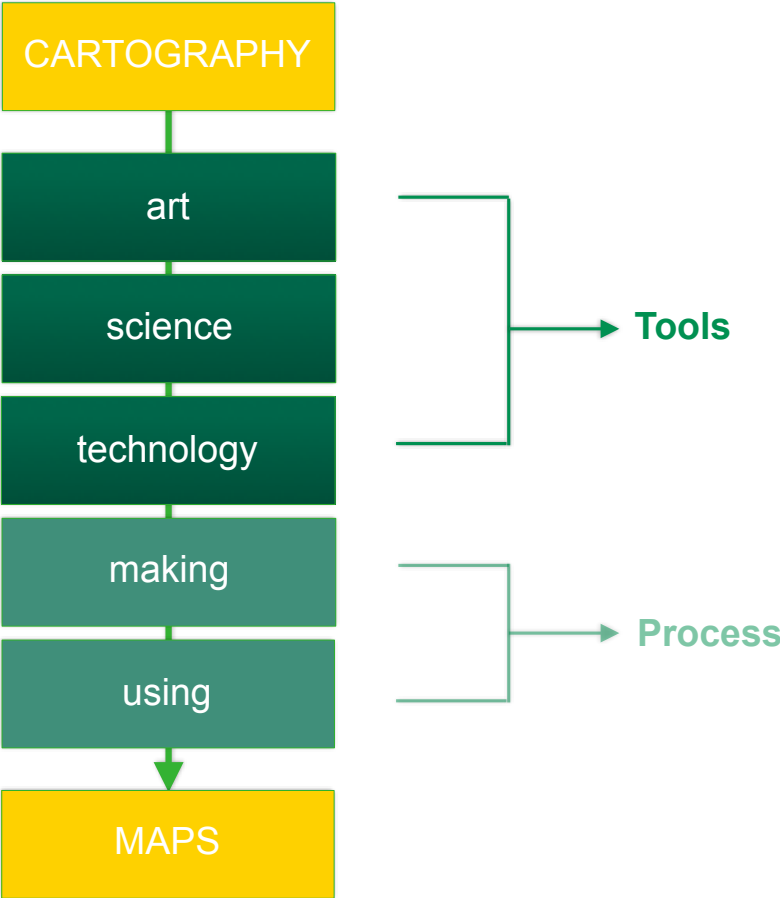 CARTOGRAPHY
art
science
technology
making
using
MAPS
Tools
Process